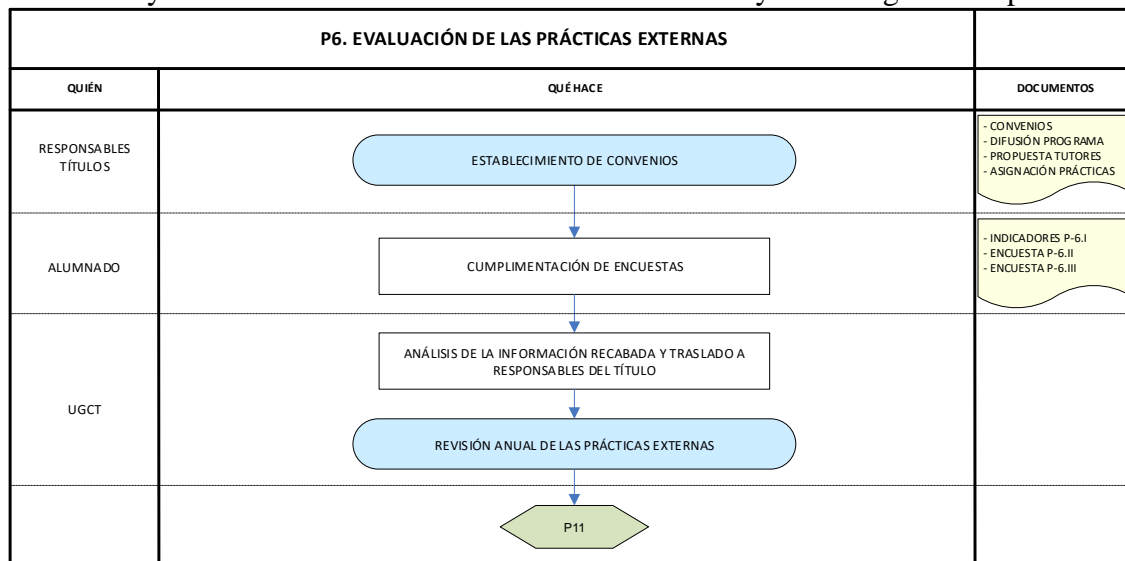 P6. EVALUACIÓN DE LAS PRÁCTICAS EXTERNAS
QUIÉN
QUÉ HACE
DOCUMENTOS
RESPONSABLES
TÍTULOS
ESTABLECIMIENTO DE CONVENIOS
- CONVENIOS
- DIFUSIÓN PROGRAMA
- PROPUESTA TUTORES
- ASIGNACIÓN PRÁCTICAS
ALUMNADO
CUMPLIMENTACIÓN DE ENCUESTAS
- INDICADORES P-6.I
- ENCUESTA P-6.II
- ENCUESTA P-6.III
UGCT
ANÁLISIS DE LA INFORMACIÓN RECABADA Y TRASLADO A
RESPONSABLES DEL TÍTULO
REVISIÓN ANUAL DE LAS PRÁCTICAS EXTERNAS
P11